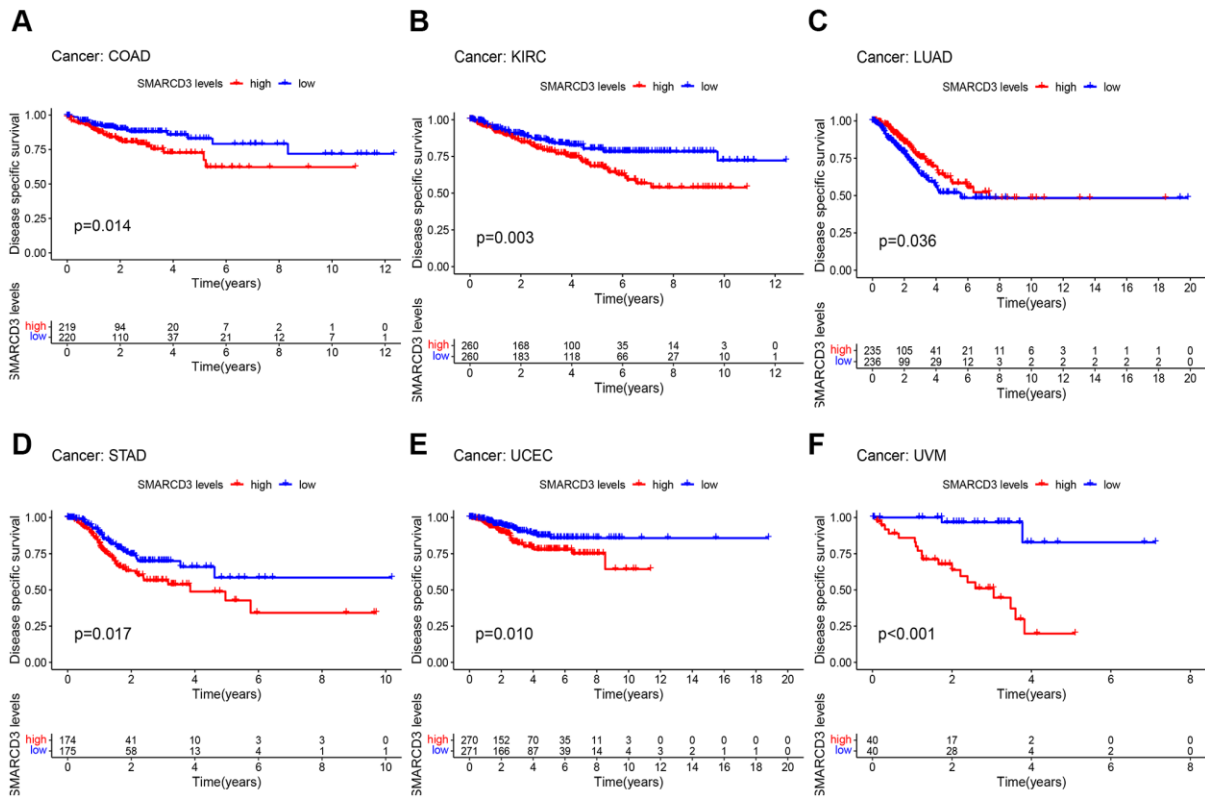 A
Cancer: COAD
SMARCD3 levels high low
Disease specific survival
1.00
0.75
0.50
0.25
0.00
p=0.014
0 2 4 6 8 10 12
Time(years)
SMARCD3 levels
high 219 94 20 7 2 1 0
low 220 110 37 21 12 7 1
0 2 4 6 8 10 12
Time(years)
B
Cancer: KIRC
SMARCD3 levels high low
Disease specific survival
1.00
0.75
0.50
0.25
0.00
p=0.003
0 2 4 6 8 10 12
Time(years)
SMARCD3 levels
high 260 168 100 35 14 3 0
low 260 183 118 66 27 10 1
0 2 4 6 8 10 12
Time(years)
C
Cancer: LUAD
SMARCD3 levels high low
Disease specific survival
1.00
0.75
0.50
0.25
0.00
p=0.036
0 2 4 6 8 10 12 14 16 18 20
Time(years)
SMARCD3 levels
high 235 105 41 21 11 6 3 1 1 1 0
low 236 99 29 12 3 2 2 2 2 1 0
0 2 4 6 8 10 12 14 16 18 20
Time(years)
D
Cancer: STAD
SMARCD3 levels high low
Disease specific survival
1.00
0.75
0.50
0.25
0.00
p=0.017
0 2 4 6 8 10
Time(years)
SMARCD3 levels
high 174 41 10 3 3 0
low 175 58 13 4 1 1
0 2 4 6 8 10
Time(years)
E
Cancer: UCEC
SMARCD3 levels high low
Disease specific survival
1.00
0.75
0.50
0.25
0.00
p=0.010
0 2 4 6 8 10 12 14 16 18 20
Time(years)
SMARCD3 levels
high 270 152 70 35 11 3 0 0 0 0 0
low 271 166 87 39 14 4 3 2 1 1 0
0 2 4 6 8 10 12 14 16 18 20
Time(years)
F
Cancer: UVM
SMARCD3 levels high low
Disease specific survival
1.00
0.75
0.50
0.25
0.00
p<0.001
0 2 4 6 8
Time(years)
SMARCD3 levels
high 40 17 2 0 0
low 40 28 4 2 0
0 2 4 6 8
Time(years)